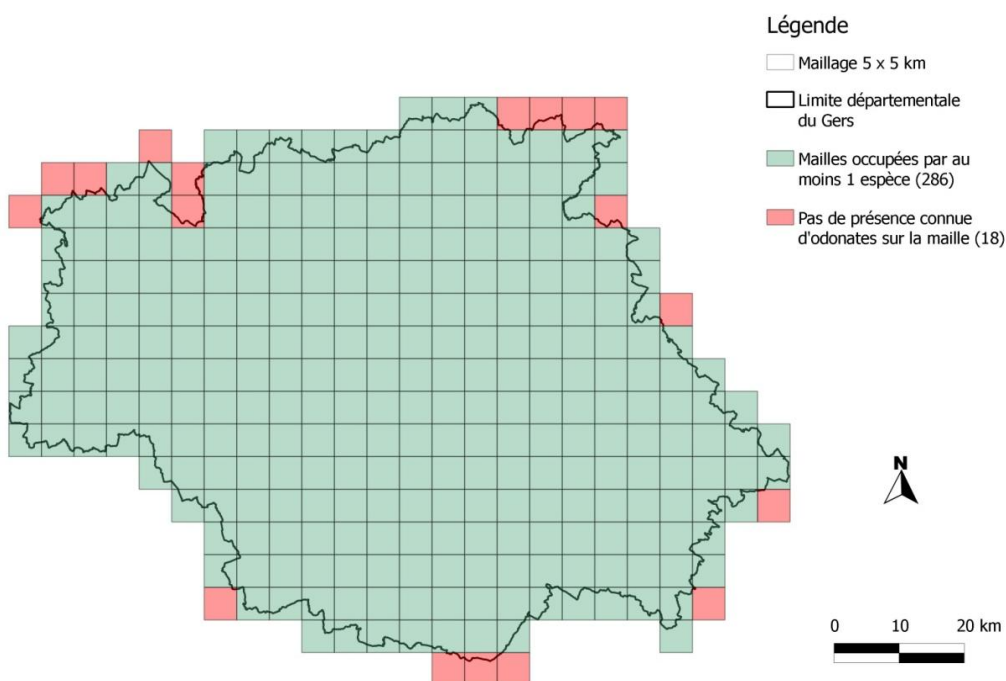 Légende
Maillage 5 x 5 km
Limite départementale
du Gers
Mailles occupées par au
moins 1 espèce (286)
Pas de présence connue
d'odonates sur la maille (18)
N
0 10 20 km